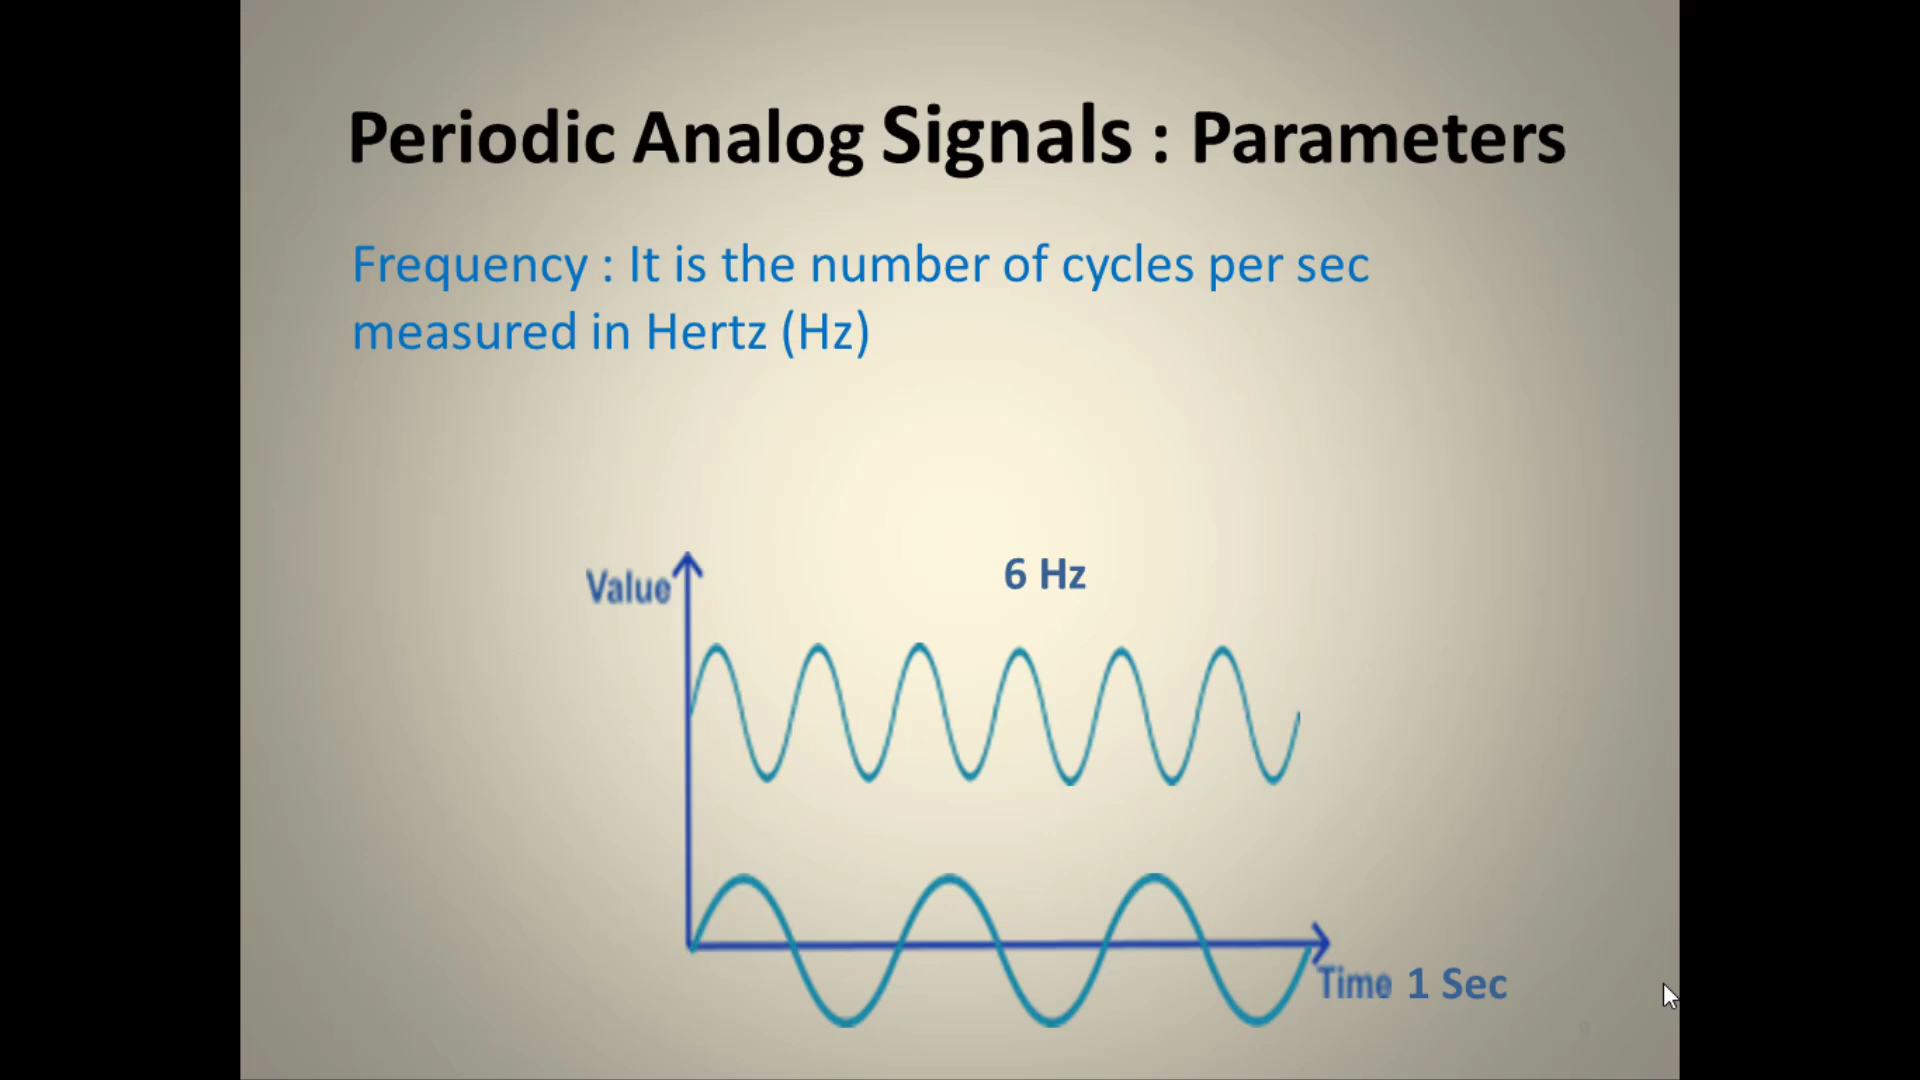 Periodic Analog Signals : Parameters
Frequency : It is the number of cycles per sec
measured in Hertz (Hz)
6 Hz
Value
Time 1 Sec
9